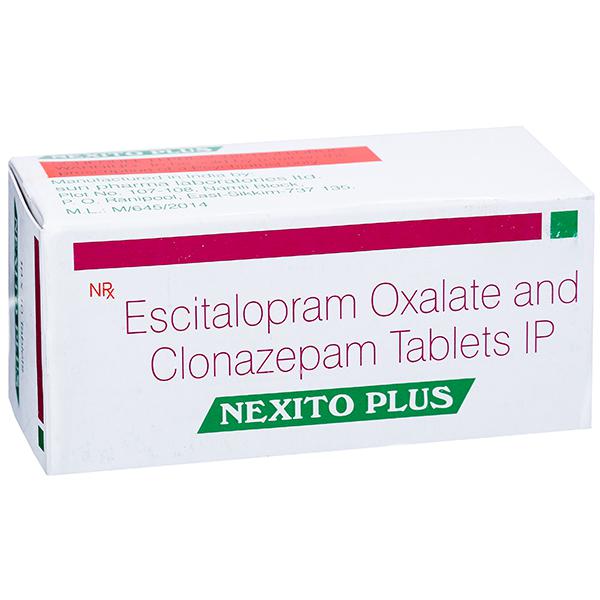 NEXITO PLUS
Manufactured in India by
sun pharma laboratories ltd.
Plot No. 107-108, Namli Block,
P. O. Ranipool, East-Sikkim-737 135.
M.L.: M/645/2014
NRx
Escitalopram Oxalate and
Clonazepam Tablets IP
NEXITO PLUS